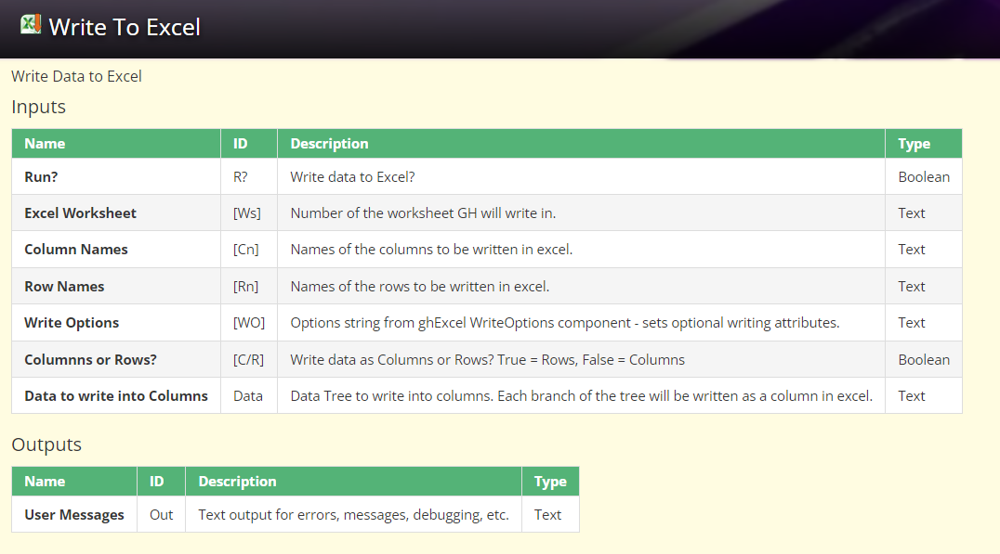 Write To Excel
Write Data to Excel
Inputs
Name ID Description Type
Run? R? Write data to Excel? Boolean
Excel Worksheet [Ws] Number of the worksheet GH will write in. Text
Column Names [Cn] Names of the columns to be written in excel. Text
Row Names [Rn] Names of the rows to be written in excel. Text
Write Options [WO] Options string from ghExcel WriteOptions component - sets optional writing attributes. Text
Columnns or Rows? [C/R] Write data as Columns or Rows? True = Rows, False = Columns Boolean
Data to write into Columns Data Data Tree to write into columns. Each branch of the tree will be written as a column in excel. Text
Outputs
Name ID Description Type
User Messages Out Text output for errors, messages, debugging, etc. Text